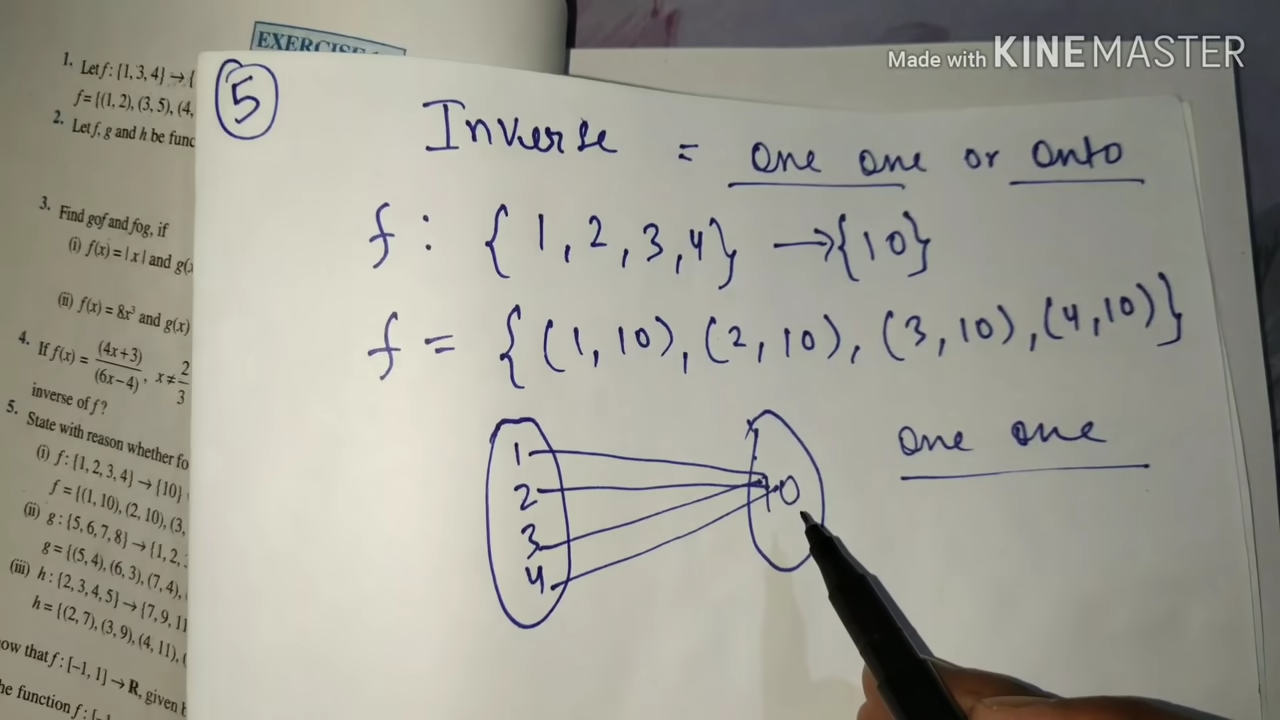 Made with KINEMASTER
EXERCISE
1. Let f : {1, 3, 4} → {
f = {(1, 2), (3, 5), (4,
2. Let f, g and h be func
3. Find gof and fog, if
(i) f(x) = | x | and g(x
(ii) f(x) = 8x³ and g(x)
4. If f(x) = (4x+3)/(6x−4), x ≠ 2/3
inverse of f ?
5. State with reason whether fo
(i) f : {1, 2, 3, 4} → {10}
f = {(1, 10), (2, 10), (3,
(ii) g : {5, 6, 7, 8} → {1, 2,
g = {(5, 4), (6, 3), (7, 4),
(iii) h : {2, 3, 4, 5} → {7, 9, 11
h = {(2, 7), (3, 9), (4, 11), (
ow that f : [−1, 1] → R, given
he function f : [−
5
Inverse = one one or onto
f : {1, 2, 3, 4} → {10}
f = {(1, 10), (2, 10), (3, 10), (4, 10)}
one one
1
2
3
4
10